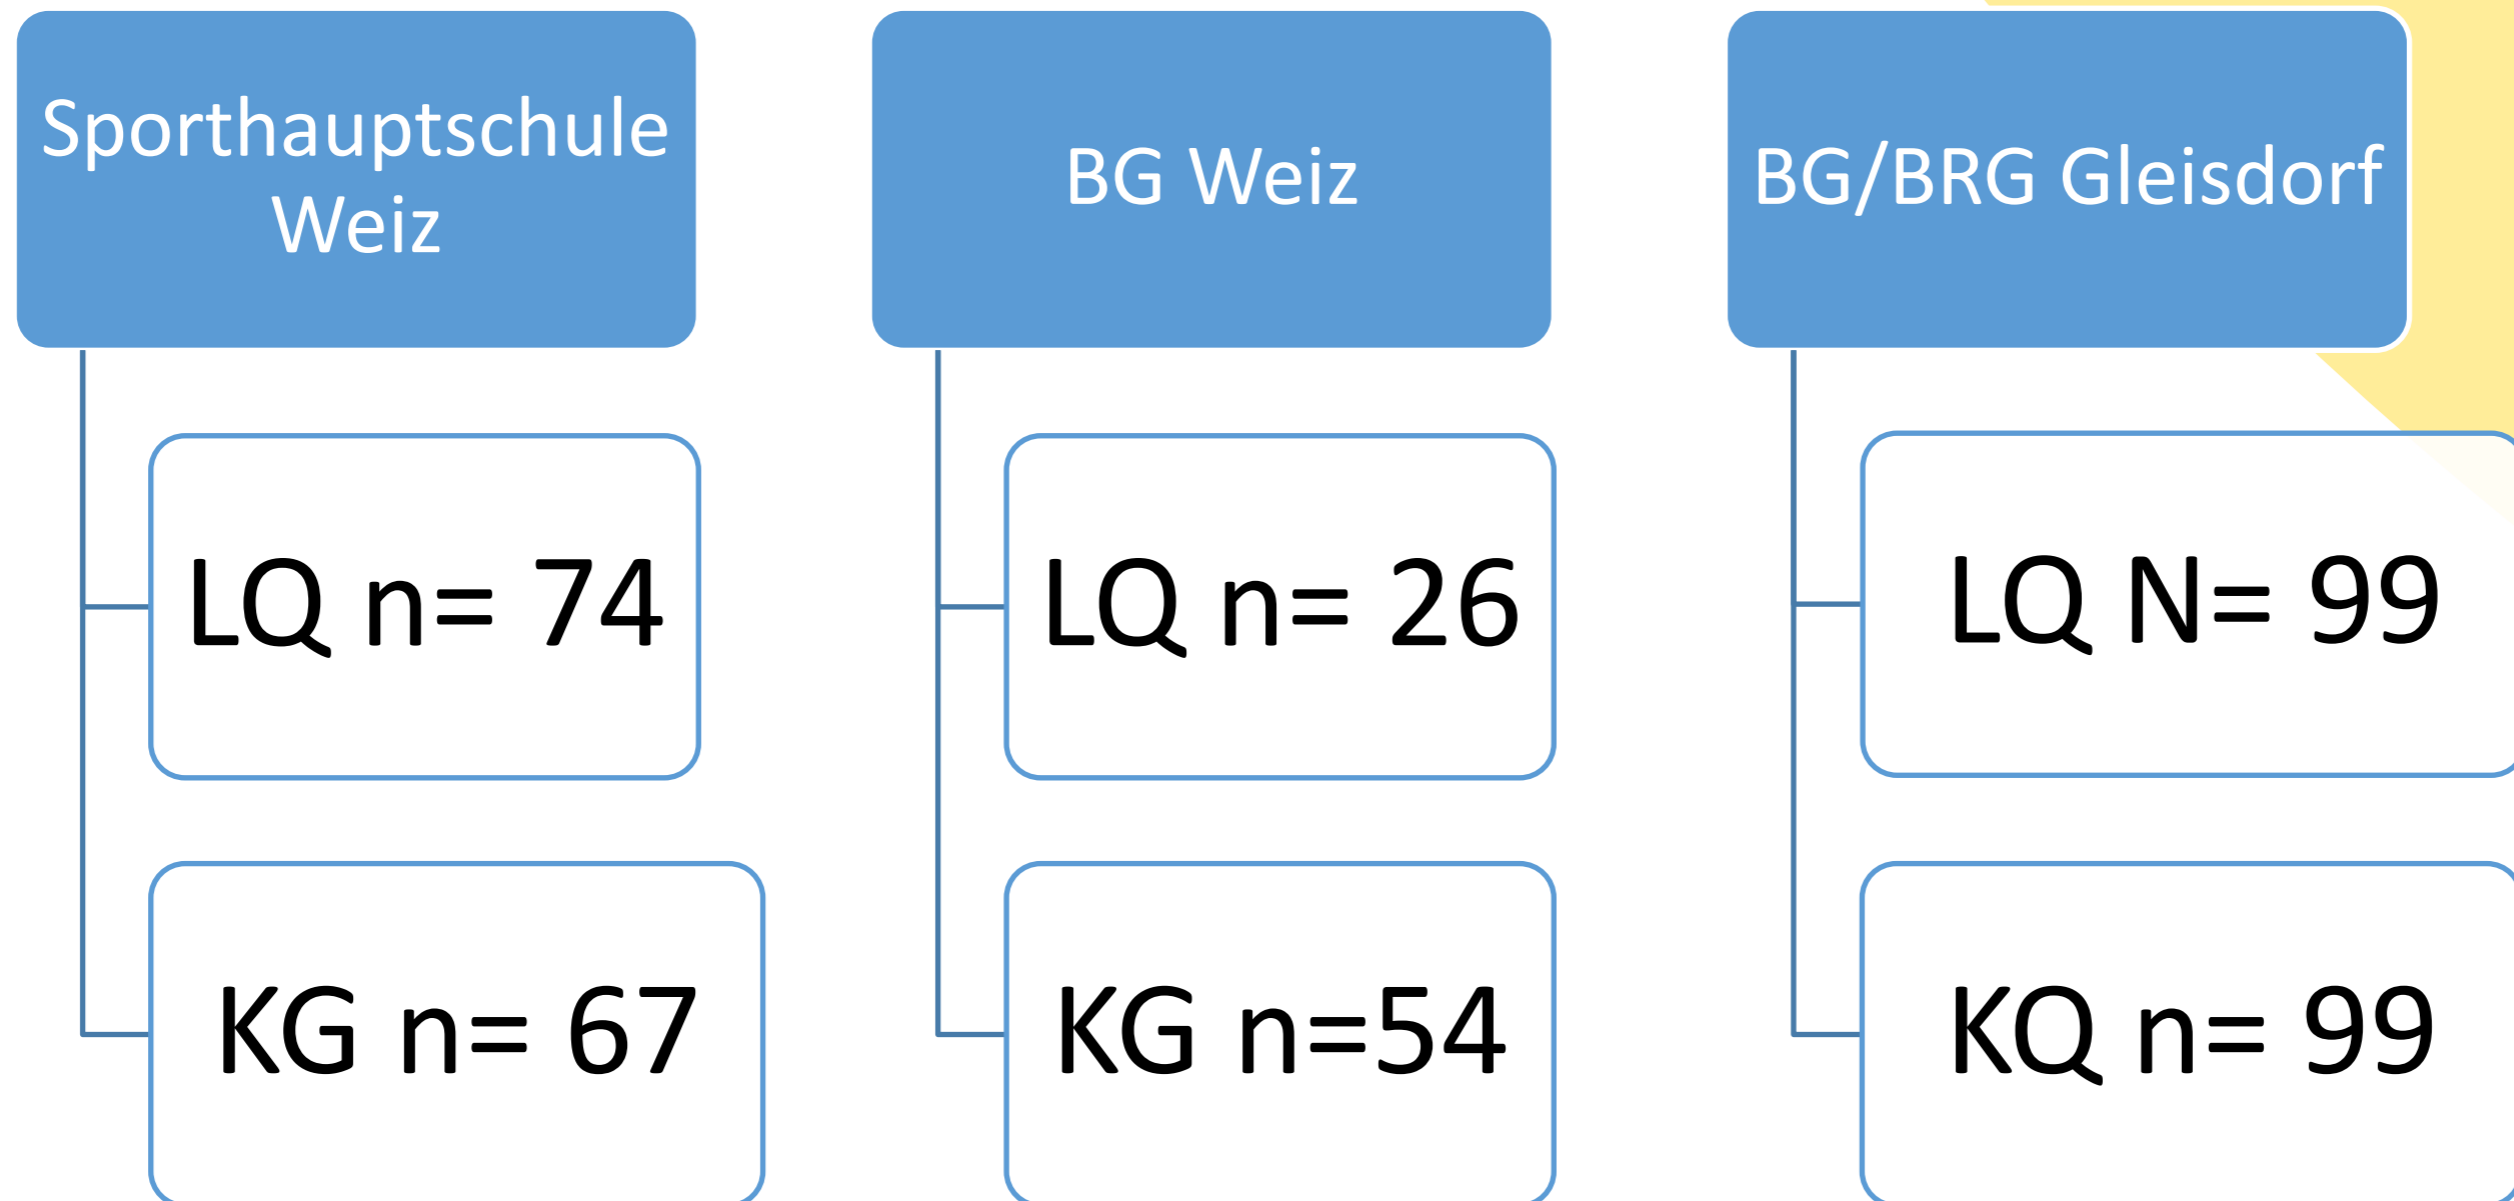 Sporthauptschule
Weiz
LQ n= 74
KG n= 67
BG Weiz
LQ n= 26
KG n=54
BG/BRG Gleisdorf
LQ N= 99
KQ n= 99